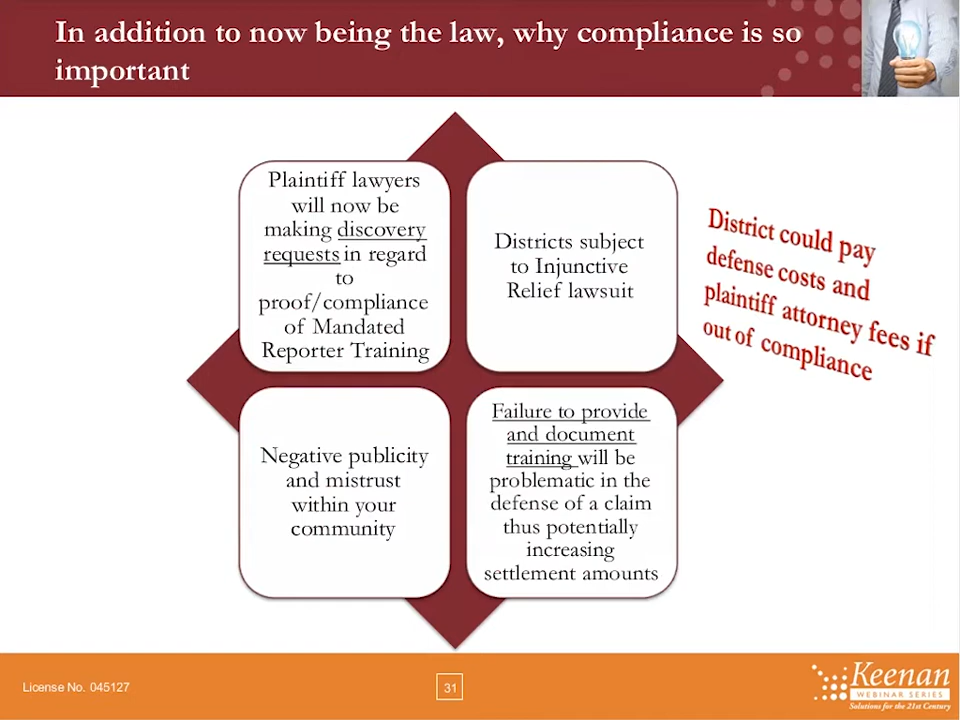 In addition to now being the law, why compliance is so
important
Plaintiff lawyers
will now be
making discovery
requests in regard
to
proof/compliance
of Mandated
Reporter Training
Districts subject
to Injunctive
Relief lawsuit
District could pay
defense costs and
plaintiff attorney fees if
out of compliance
Negative publicity
and mistrust
within your
community
Failure to provide
and document
training will be
problematic in the
defense of a claim
thus potentially
increasing
settlement amounts
License No. 045127
31
Keenan
WEBINAR SERIES
Solutions for the 21st Century